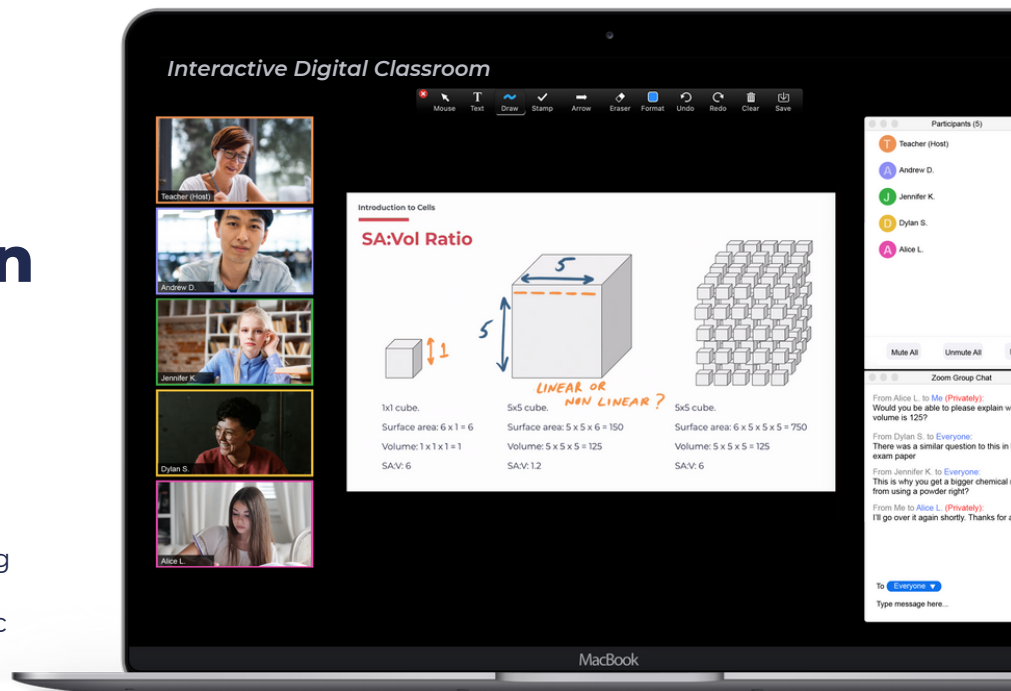 n
g
c
Interactive Digital Classroom
Mouse Text Draw Stamp Arrow Eraser Format Undo Redo Clear Save
Teacher (Host)
Andrew D.
Jennifer K.
Dylan S.
Alice L.
Introduction to Cells
SA:Vol Ratio
5
5
1
LINEAR OR
NON LINEAR ?
1x1 cube.
Surface area: 6 x 1 = 6
Volume: 1 x 1 x 1 = 1
SA:V: 6
5x5 cube.
Surface area: 5 x 5 x 6 = 150
Volume: 5 x 5 x 5 = 125
SA:V: 1.2
5x5 cube.
Surface area: 6 x 5 x 5 x 5 = 750
Volume: 5 x 5 x 5 = 125
SA:V: 6
Participants (5)
T Teacher (Host)
A Andrew D.
J Jennifer K.
D Dylan S.
A Alice L.
Mute All Unmute All
Zoom Group Chat
From Alice L. to Me (Privately):
Would you be able to please explain w
volume is 125?
From Dylan S. to Everyone:
There was a similar question to this in
exam paper
From Jennifer K. to Everyone:
This is why you get a bigger chemical
from using a powder right?
From Me to Alice L. (Privately):
I'll go over it again shortly. Thanks for a
To Everyone ▼
Type message here...
MacBook